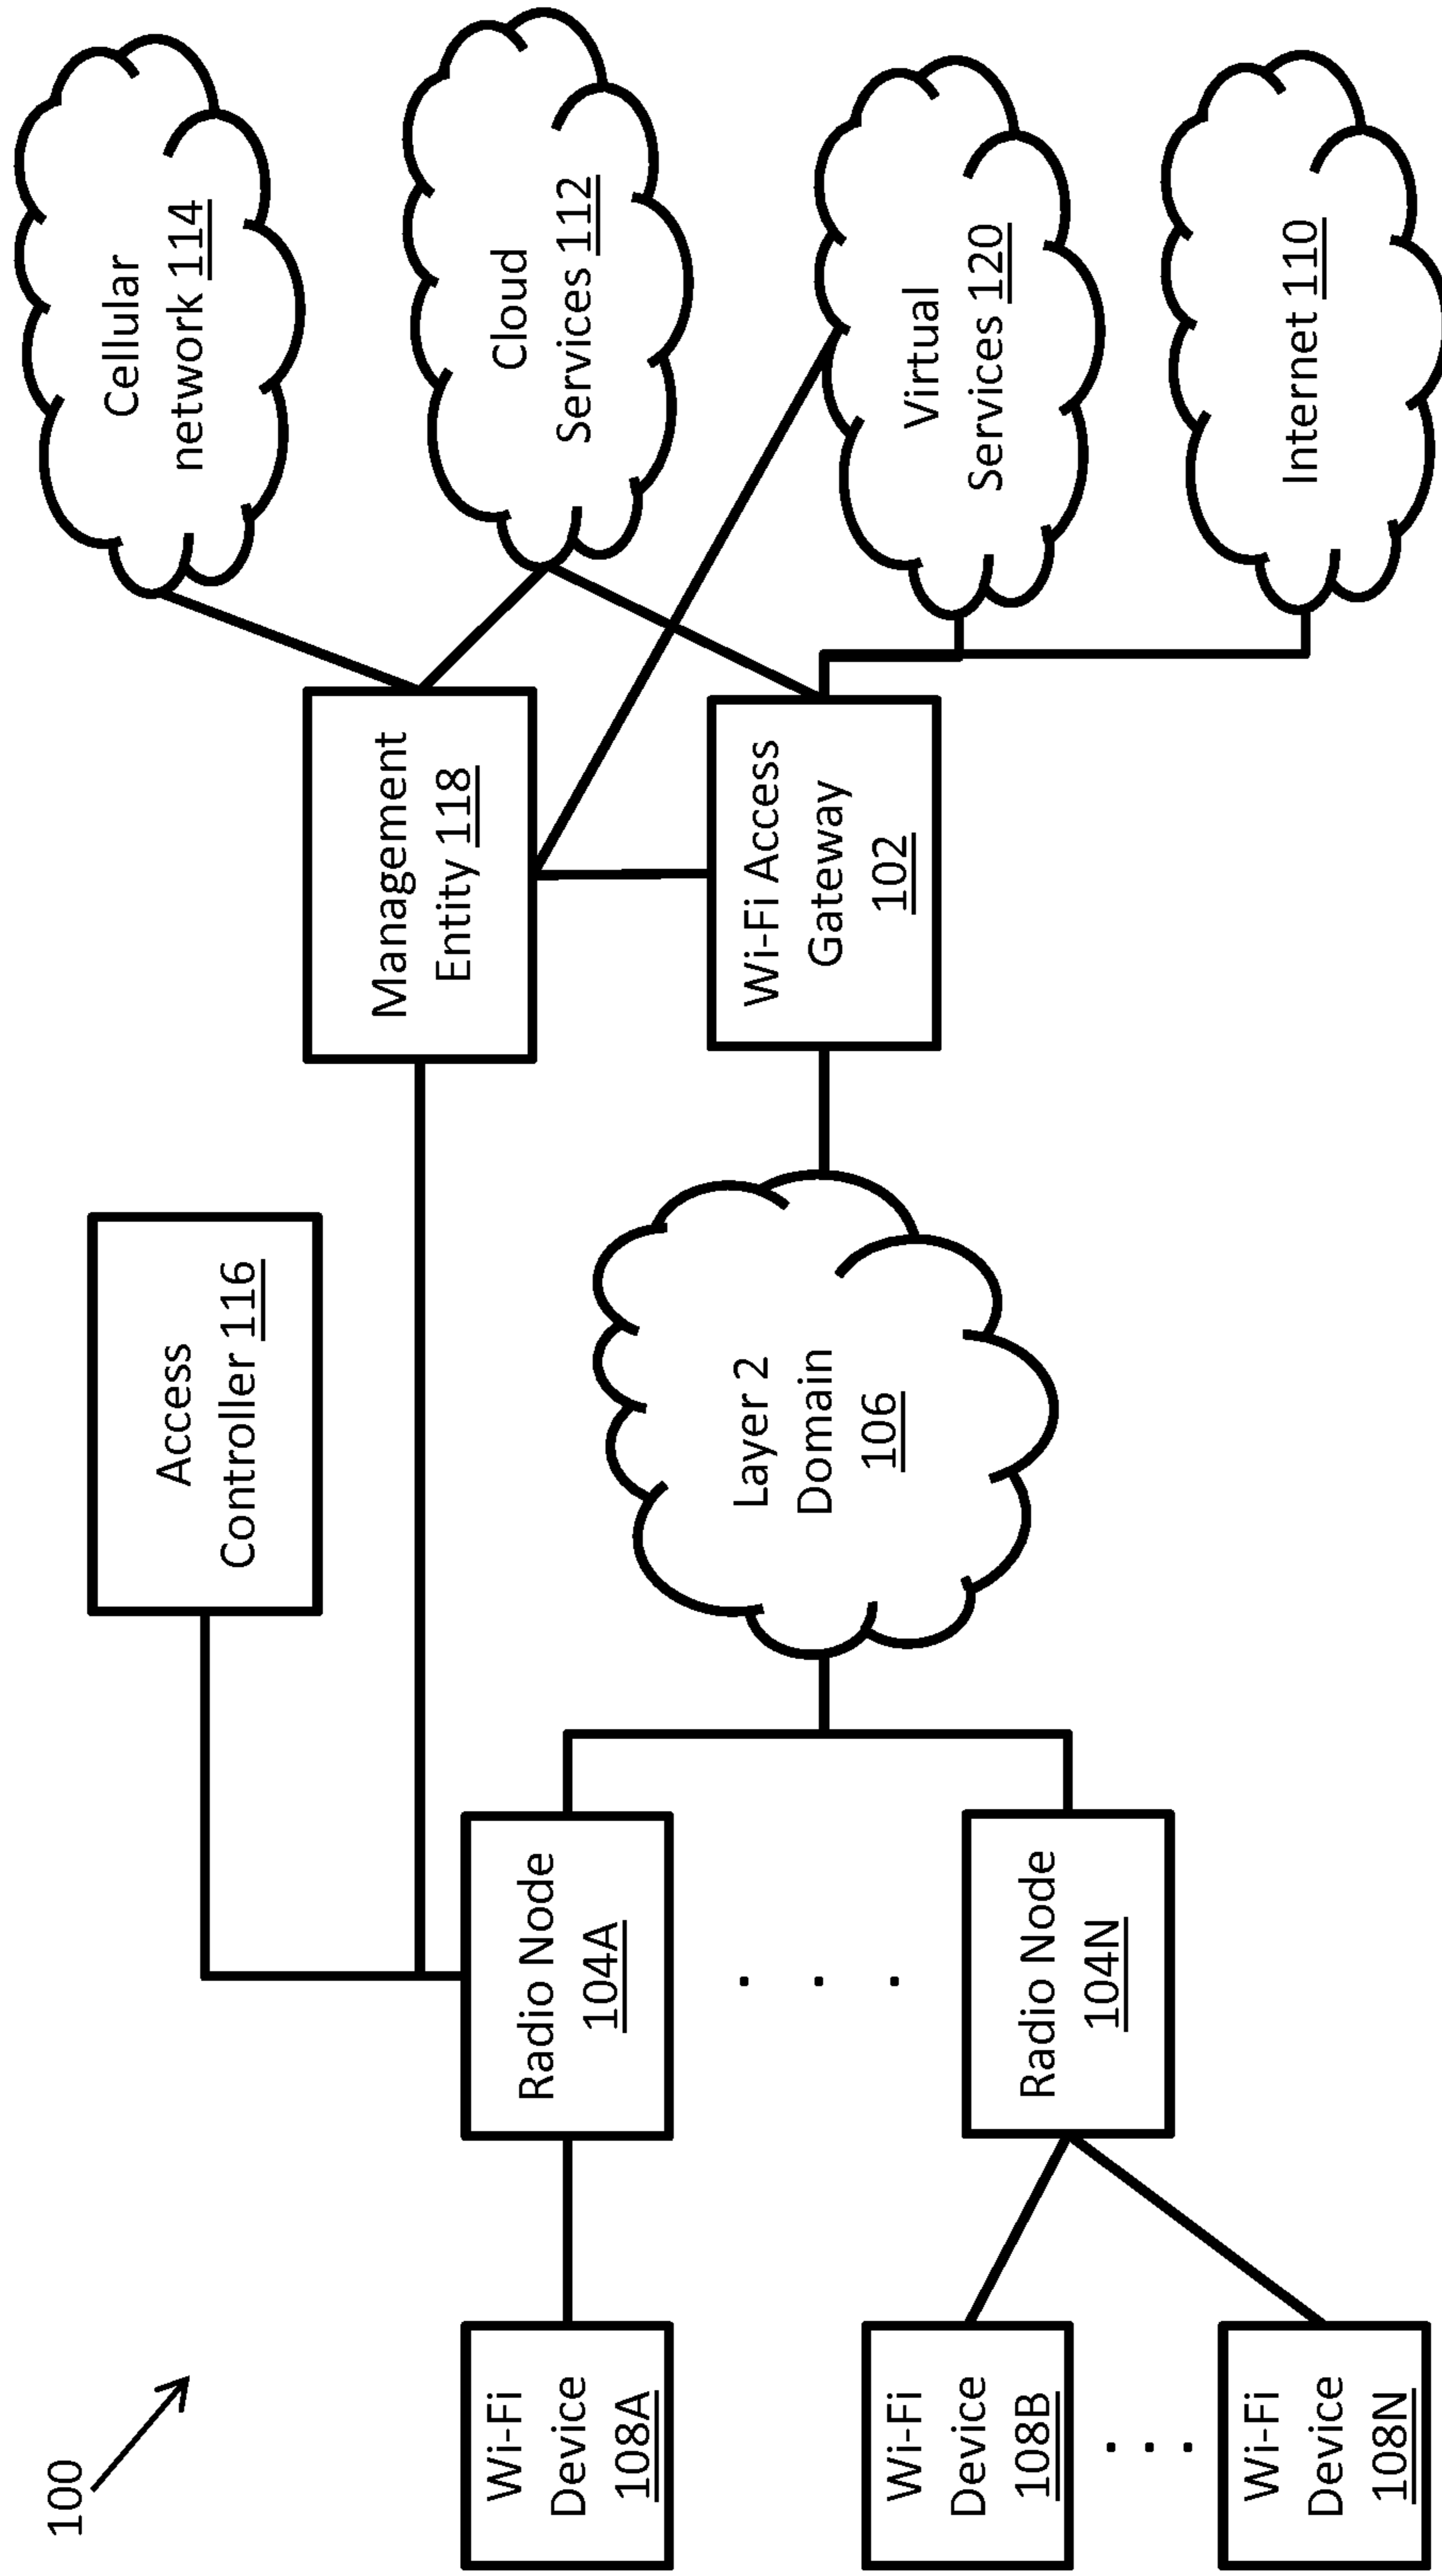 100
Wi-Fi
Device
108A
Wi-Fi
Device
108B
. . .
Wi-Fi
Device
108N
Radio Node
104A
. . .
Radio Node
104N
Access
Controller 116
Layer 2
Domain
106
Management
Entity 118
Wi-Fi Access
Gateway
102
Cellular
network 114
Cloud
Services 112
Virtual
Services 120
Internet 110